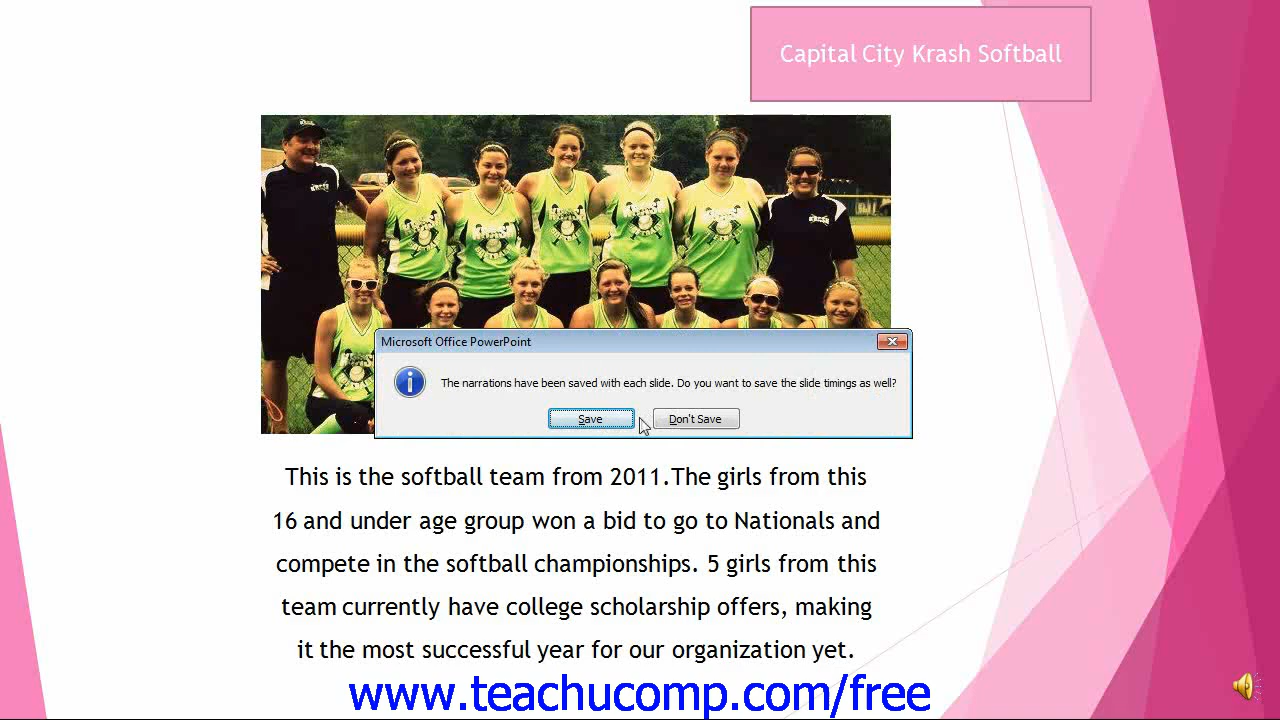 Capital City Krash Softball
Microsoft Office PowerPoint
The narrations have been saved with each slide. Do you want to save the slide timings as well?
Save
Don't Save
This is the softball team from 2011.The girls from this
16 and under age group won a bid to go to Nationals and
compete in the softball championships. 5 girls from this
team currently have college scholarship offers, making
it the most successful year for our organization yet.
www.teachucomp.com/free